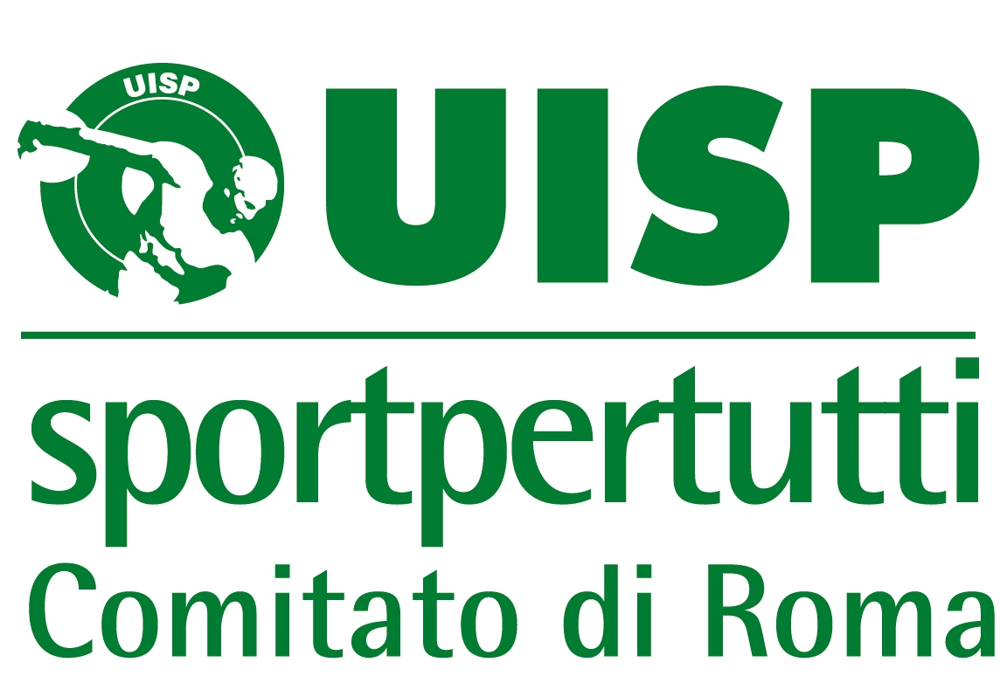 UISP
UISP
sportpertutti
Comitato di Roma